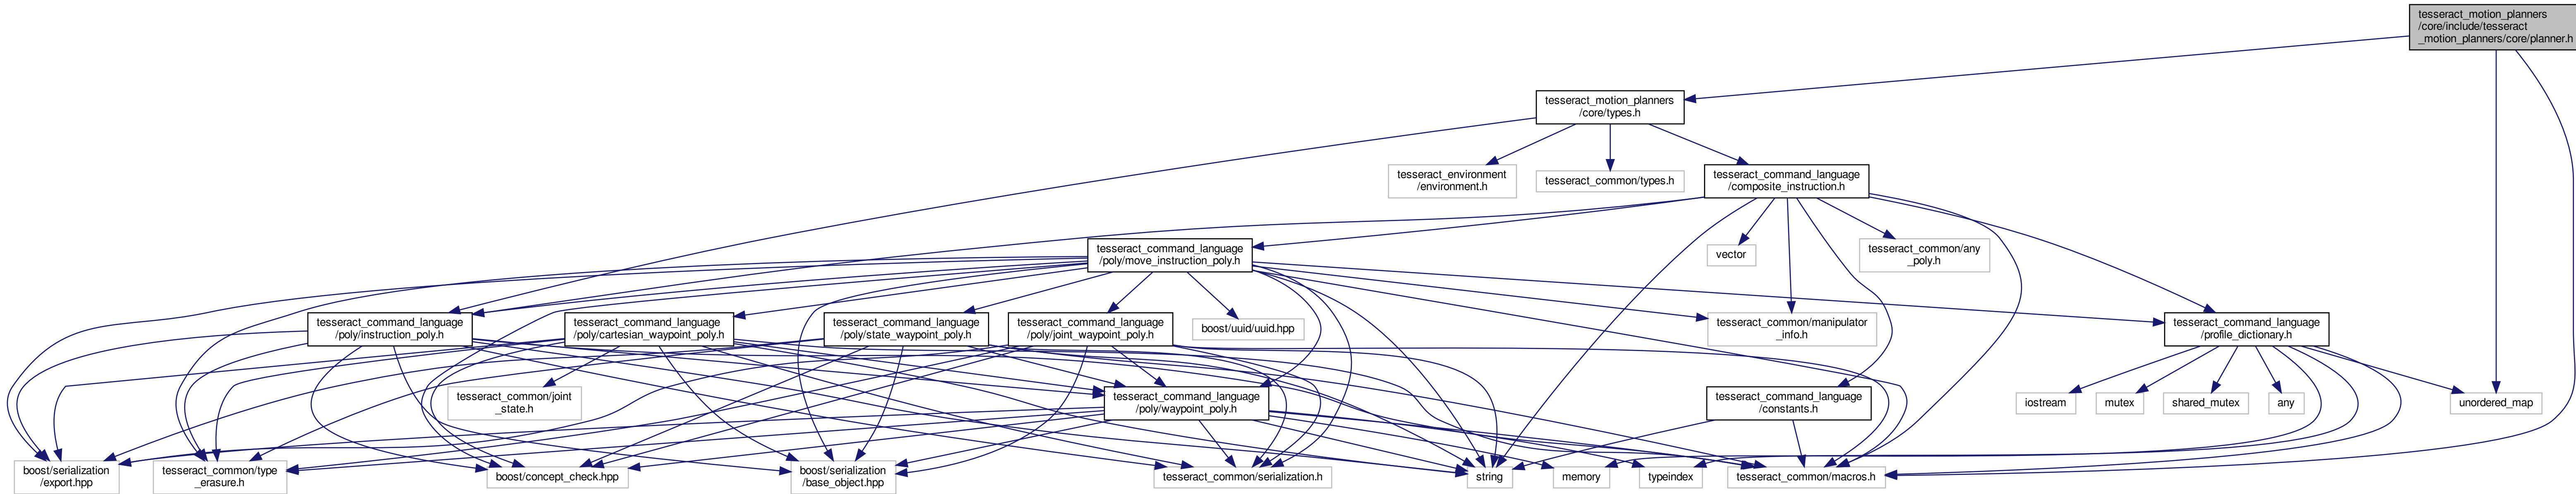 tesseract_motion_planners
/core/include/tesseract
_motion_planners/core/planner.h
tesseract_motion_planners
/core/types.h
tesseract_environment
/environment.h
tesseract_common/types.h
tesseract_command_language
/composite_instruction.h
tesseract_command_language
/poly/move_instruction_poly.h
vector
tesseract_common/any
_poly.h
tesseract_command_language
/poly/instruction_poly.h
tesseract_command_language
/poly/cartesian_waypoint_poly.h
tesseract_command_language
/poly/state_waypoint_poly.h
tesseract_command_language
/poly/joint_waypoint_poly.h
boost/uuid/uuid.hpp
tesseract_common/manipulator
_info.h
tesseract_command_language
/profile_dictionary.h
tesseract_common/joint
_state.h
tesseract_command_language
/poly/waypoint_poly.h
tesseract_command_language
/constants.h
iostream
mutex
shared_mutex
any
unordered_map
boost/serialization
/export.hpp
tesseract_common/type
_erasure.h
boost/concept_check.hpp
boost/serialization
/base_object.hpp
tesseract_common/serialization.h
string
memory
typeindex
tesseract_common/macros.h